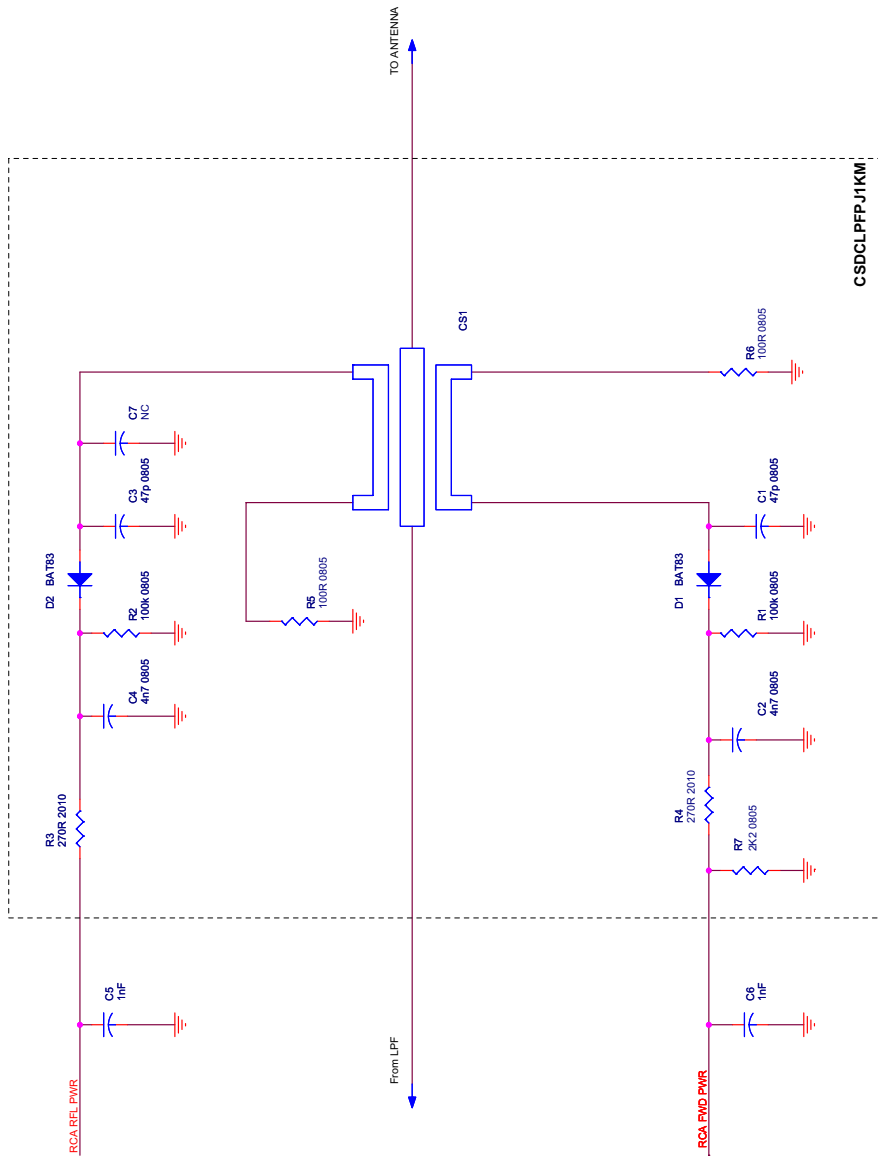 TO ANTENNA
CSDCLPFPJ1KM
CS1
R6
100R 0805
C7
NC
C3
47p 0805
C1
47p 0805
D2 BAT83
R2
100k 0805
R5
100R 0805
D1 BAT83
R1
100k 0805
C4
4n7 0805
C2
4n7 0805
R3
270R 2010
R4
270R 2010
R7
2K2 0805
C5
1nF
C6
1nF
From LPF
RCA RFL PWR
RCA FWD PWR